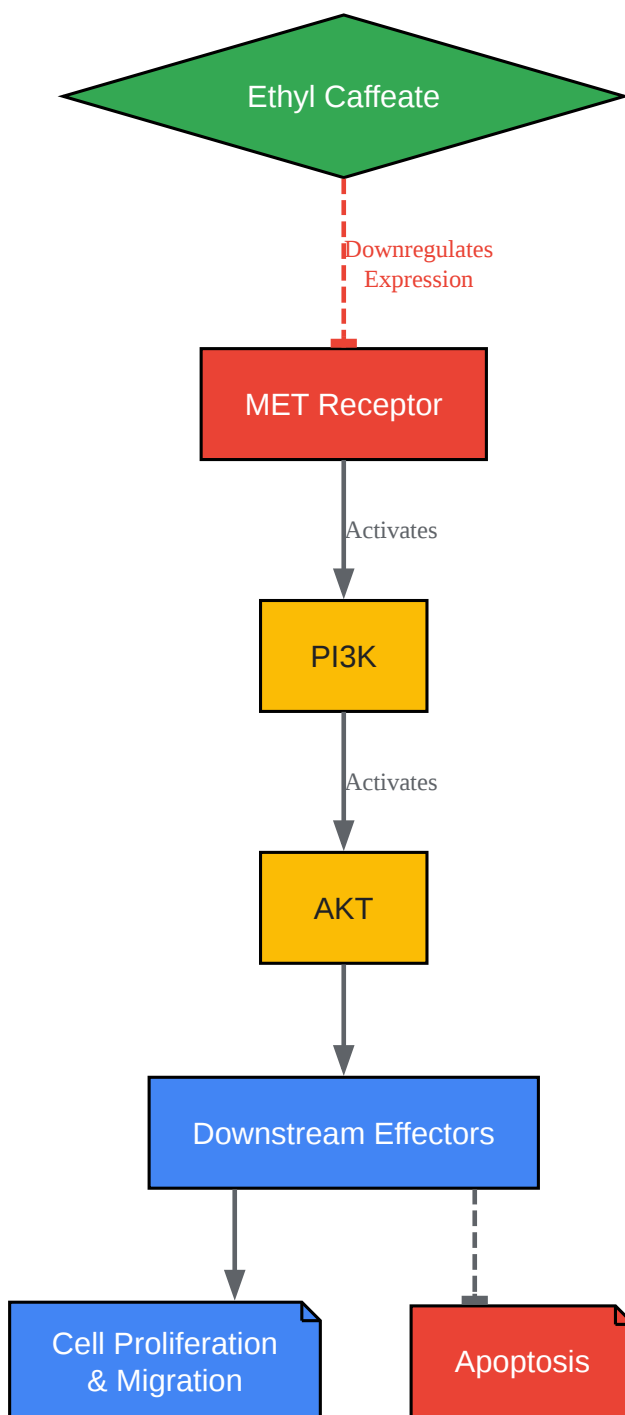 Ethyl Caffeate
Downregulates
Expression
MET Receptor
Activates
PI3K
Activates
AKT
Downstream Effectors
Cell Proliferation
& Migration
Apoptosis